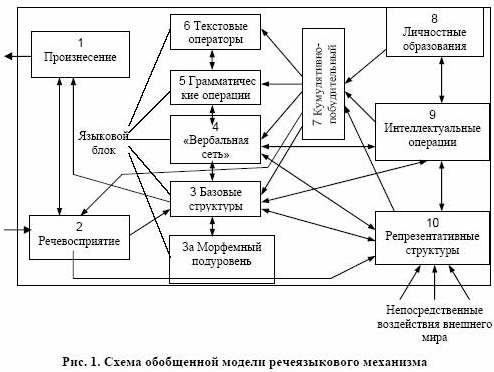 1
Произнесение
2
Речевосприятие
Языковой
блок
6 Текстовые
операторы
5 Грамматичес
кие операции
4
«Вербальная
сеть»
3 Базовые
структуры
3а Морфемный
подуровень
7 Кумулятивно-
побудительный
8
Личностные
образования
9
Интеллектуальные
операции
10
Репрезентативные
структуры
Непосредственные
воздействия внешнего
мира
Рис. 1. Схема обобщенной модели речеязыкового механизма